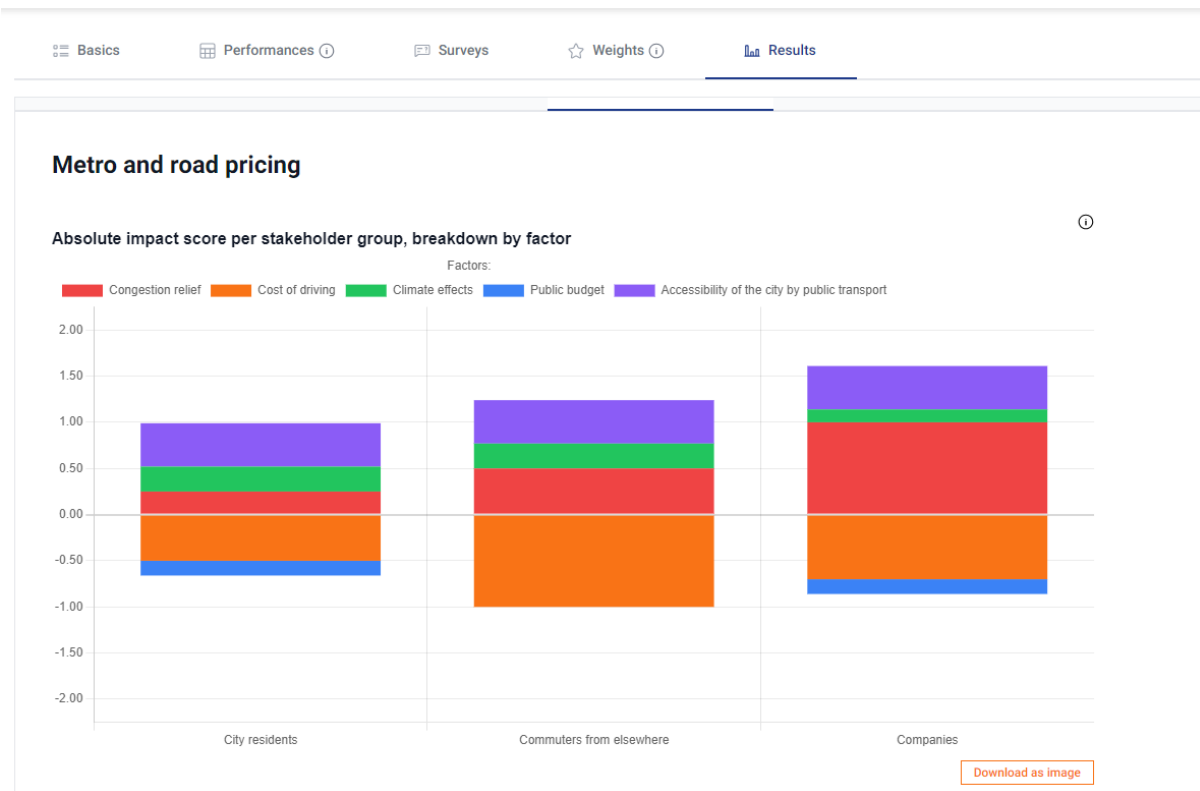 Basics Performances Surveys Weights Results
Metro and road pricing
Absolute impact score per stakeholder group, breakdown by factor
Factors:
Congestion relief Cost of driving Climate effects Public budget Accessibility of the city by public transport
2.00
1.50
1.00
0.50
0.00
-0.50
-1.00
-1.50
-2.00
City residents Commuters from elsewhere Companies
Download as image